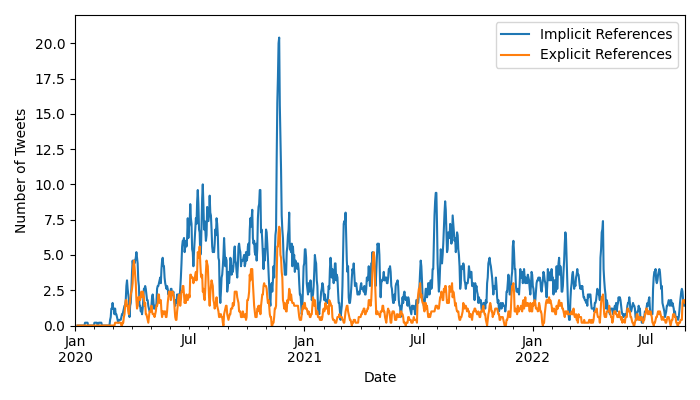 Implicit References
Explicit References
Number of Tweets
20.0
17.5
15.0
12.5
10.0
7.5
5.0
2.5
0.0
Jan Jul Jan Jul Jan Jul
2020 2021 2022
Date